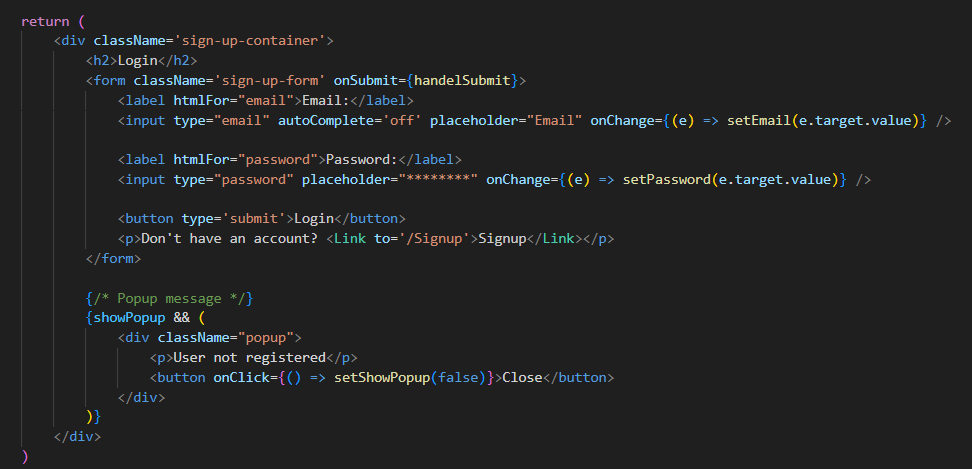 return (
<div className='sign-up-container'>
<h2>Login</h2>
<form className='sign-up-form' onSubmit={handelSubmit}>
<label htmlFor="email">Email:</label>
<input type="email" autoComplete='off' placeholder="Email" onChange={(e) => setEmail(e.target.value)} />
<label htmlFor="password">Password:</label>
<input type="password" placeholder="********" onChange={(e) => setPassword(e.target.value)} />
<button type='submit'>Login</button>
<p>Don't have an account? <Link to='/Signup'>Signup</Link></p>
</form>
{/* Popup message */}
{showPopup && (
<div className="popup">
<p>User not registered</p>
<button onClick={() => setShowPopup(false)}>Close</button>
</div>
)}
</div>
)